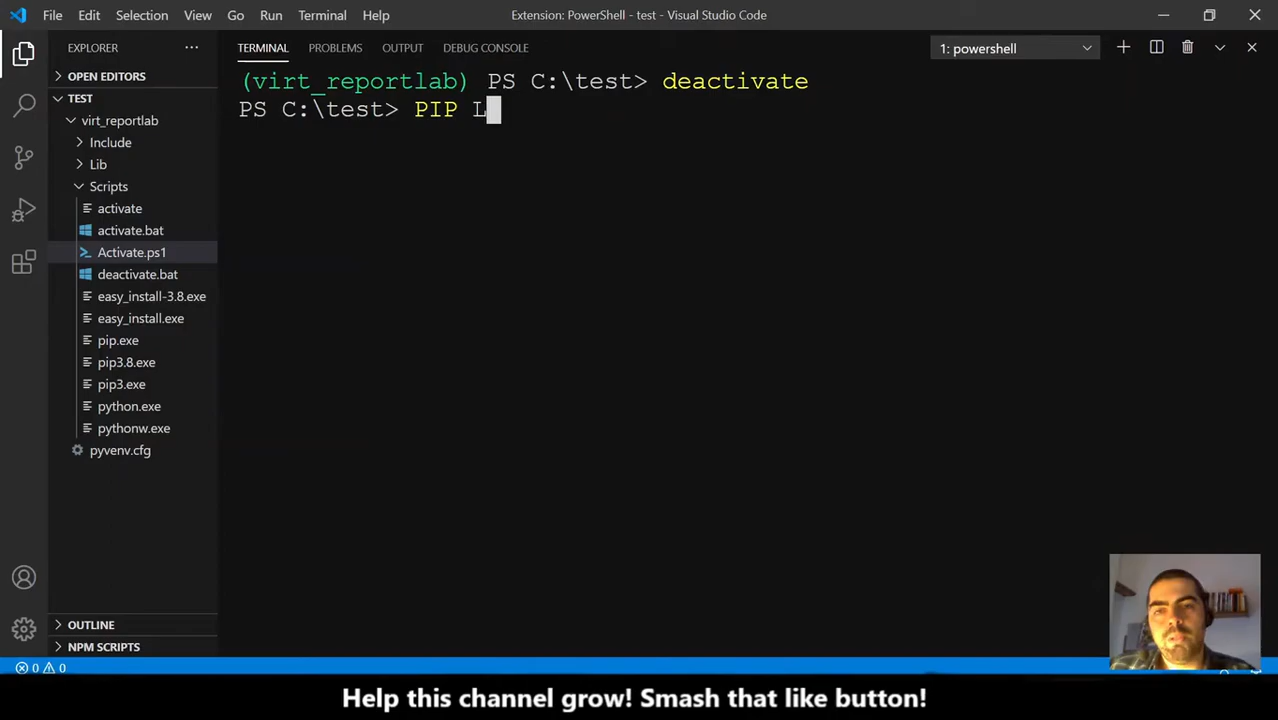 File Edit Selection View Go Run Terminal Help
Extension: PowerShell - test - Visual Studio Code
EXPLORER
OPEN EDITORS
TEST
virt_reportlab
Include
Lib
Scripts
activate
activate.bat
Activate.ps1
deactivate.bat
easy_install-3.8.exe
easy_install.exe
pip.exe
pip3.8.exe
pip3.exe
python.exe
pythonw.exe
pyvenv.cfg
OUTLINE
NPM SCRIPTS
TERMINAL PROBLEMS OUTPUT DEBUG CONSOLE
1: powershell
(virt_reportlab) PS C:\test> deactivate
PS C:\test> PIP L
0 0
Help this channel grow! Smash that like button!